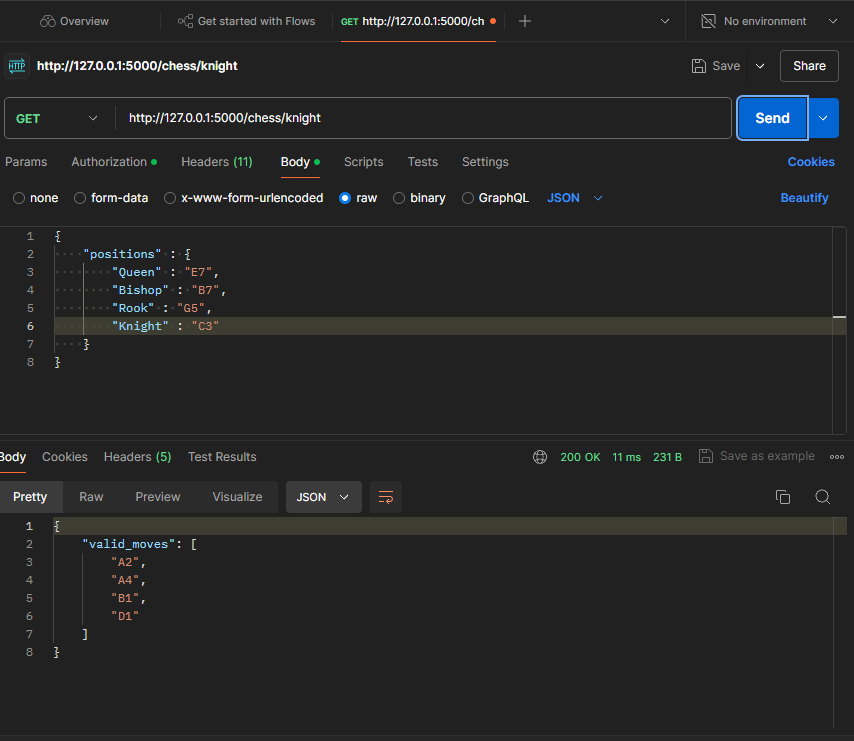 Overview Get started with Flows GET http://127.0.0.1:5000/ch No environment
HTTP http://127.0.0.1:5000/chess/knight Save Share
GET http://127.0.0.1:5000/chess/knight Send
Params Authorization Headers (11) Body Scripts Tests Settings Cookies
none form-data x-www-form-urlencoded raw binary GraphQL JSON Beautify
1 {
2 "positions" : {
3 "Queen" : "E7",
4 "Bishop" : "B7",
5 "Rook" : "G5",
6 "Knight" : "C3"
7 }
8 }
Body Cookies Headers (5) Test Results 200 OK 11 ms 231 B Save as example
Pretty Raw Preview Visualize JSON
1 {
2 "valid_moves": [
3 "A2",
4 "A4",
5 "B1",
6 "D1"
7 ]
8 }